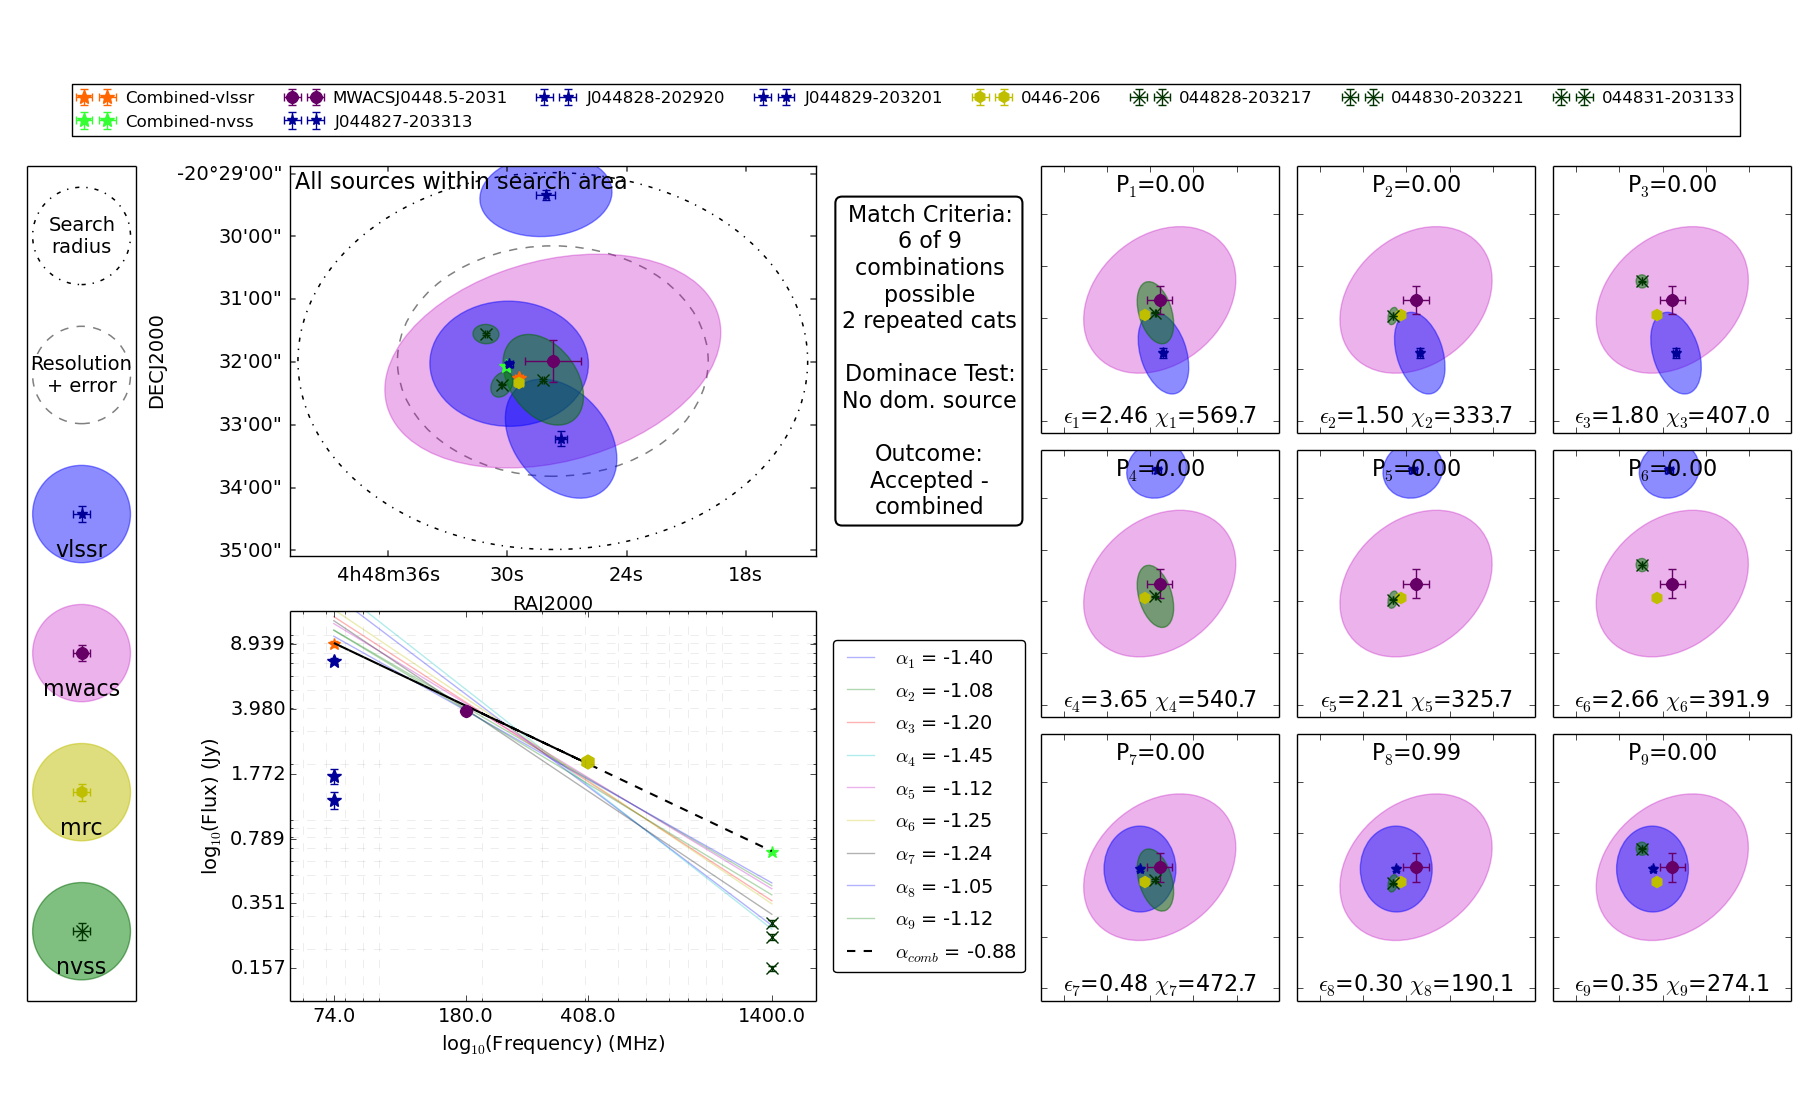 Combined-vlssr
MWACSJ0448.5-2031
J044828-202920
J044829-203201
0446-206
044828-203217
044830-203221
044831-203133
Combined-nvss
J044827-203313
Search
radius
Resolution
+ error
vlssr
mwacs
mrc
nvss
All sources within search area
-20°29'00"
30'00"
31'00"
32'00"
33'00"
34'00"
35'00"
DECJ2000
4h48m36s
30s
24s
18s
RAJ2000
Match Criteria:
6 of 9
combinations
possible
2 repeated cats
Dominace Test:
No dom. source
Outcome:
Accepted -
combined
8.939
3.980
1.772
0.789
0.351
0.157
log₁₀(Flux) (Jy)
74.0
180.0
408.0
1400.0
log₁₀(Frequency) (MHz)
α₁ = -1.40
α₂ = -1.08
α₃ = -1.20
α₄ = -1.45
α₅ = -1.12
α₆ = -1.25
α₇ = -1.24
α₈ = -1.05
α₉ = -1.12
α_comb = -0.88
P₁=0.00
ϵ₁=2.46 χ₁=569.7
P₂=0.00
ϵ₂=1.50 χ₂=333.7
P₃=0.00
ϵ₃=1.80 χ₃=407.0
P₄=0.00
ϵ₄=3.65 χ₄=540.7
P₅=0.00
ϵ₅=2.21 χ₅=325.7
P₆=0.00
ϵ₆=2.66 χ₆=391.9
P₇=0.00
ϵ₇=0.48 χ₇=472.7
P₈=0.99
ϵ₈=0.30 χ₈=190.1
P₉=0.00
ϵ₉=0.35 χ₉=274.1